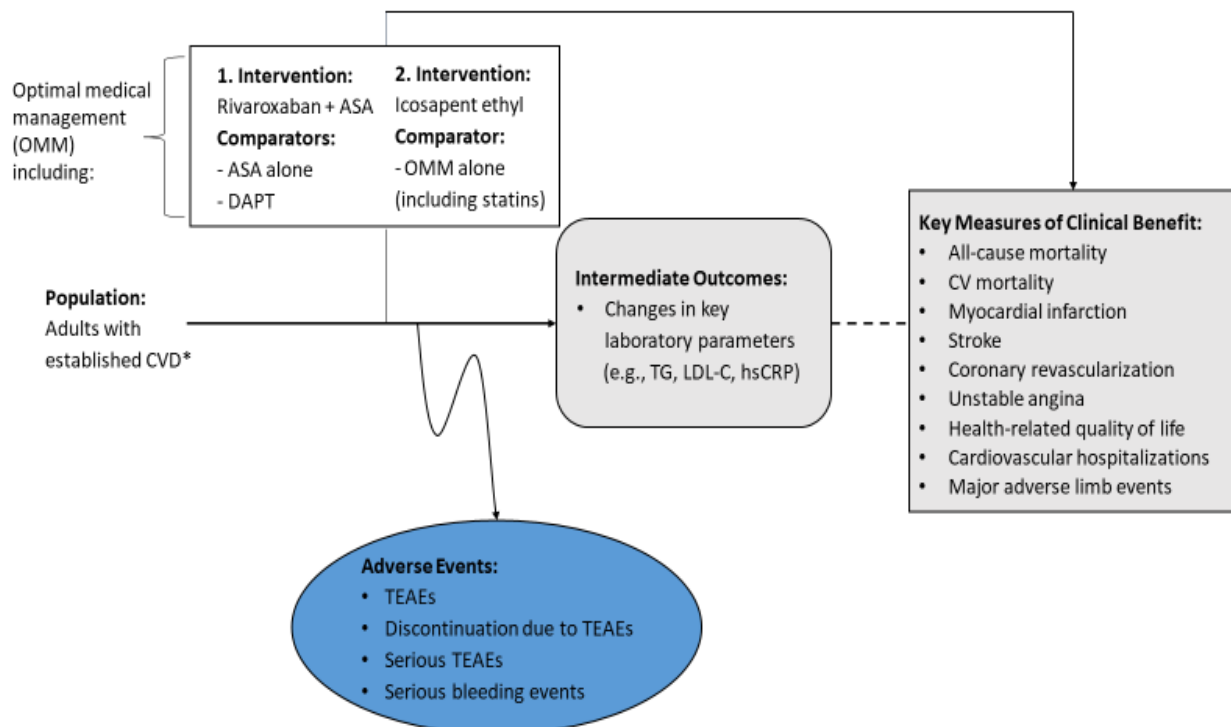 Optimal medical
management
(OMM)
including:
1. Intervention:
Rivaroxaban + ASA
Comparators:
- ASA alone
- DAPT
2. Intervention:
Icosapent ethyl
Comparator:
- OMM alone
(including statins)
Population:
Adults with
established CVD*
Intermediate Outcomes:
• Changes in key
laboratory parameters
(e.g., TG, LDL-C, hsCRP)
Key Measures of Clinical Benefit:
• All-cause mortality
• CV mortality
• Myocardial infarction
• Stroke
• Coronary revascularization
• Unstable angina
• Health-related quality of life
• Cardiovascular hospitalizations
• Major adverse limb events
Adverse Events:
• TEAEs
• Discontinuation due to TEAEs
• Serious TEAEs
• Serious bleeding events